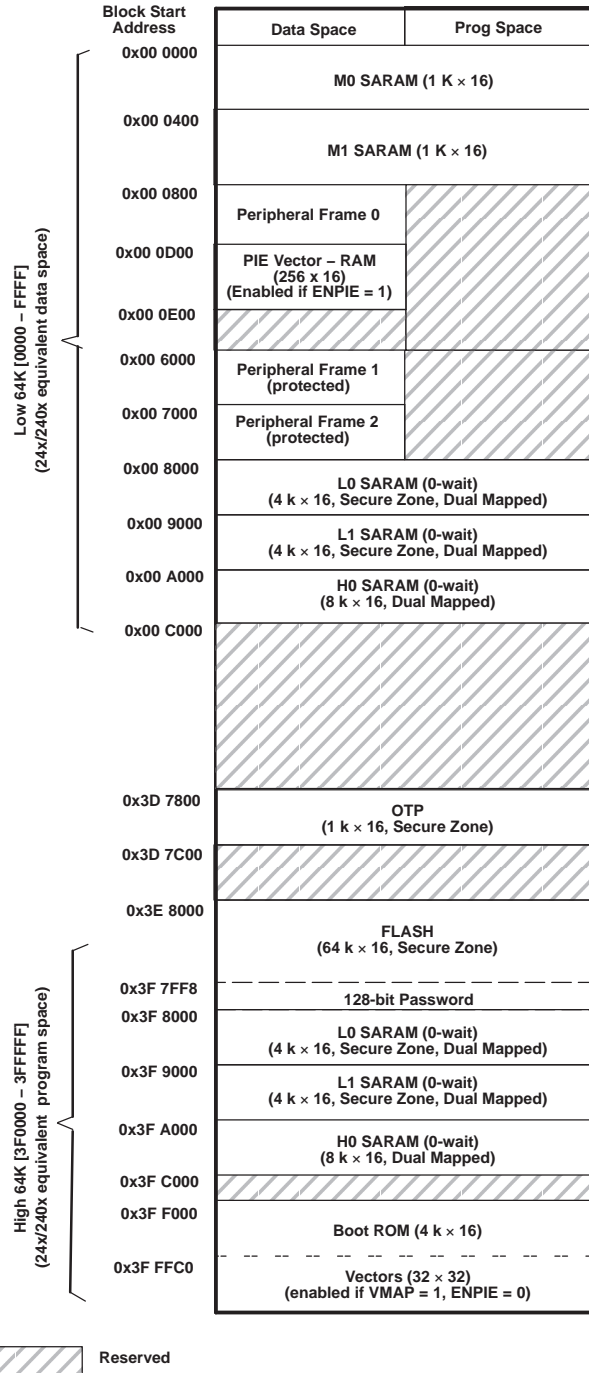 Block Start
Address
Data Space
Prog Space
0x00 0000
M0 SARAM (1 K × 16)
0x00 0400
M1 SARAM (1 K × 16)
0x00 0800
Peripheral Frame 0
0x00 0D00
PIE Vector – RAM
(256 x 16)
(Enabled if ENPIE = 1)
0x00 0E00
0x00 6000
Peripheral Frame 1
(protected)
0x00 7000
Peripheral Frame 2
(protected)
0x00 8000
L0 SARAM (0-wait)
(4 k × 16, Secure Zone, Dual Mapped)
0x00 9000
L1 SARAM (0-wait)
(4 k × 16, Secure Zone, Dual Mapped)
0x00 A000
H0 SARAM (0-wait)
(8 k × 16, Dual Mapped)
0x00 C000
Low 64K [0000 – FFFF]
(24x/240x equivalent data space)
0x3D 7800
OTP
(1 k × 16, Secure Zone)
0x3D 7C00
0x3E 8000
FLASH
(64 k × 16, Secure Zone)
0x3F 7FF8
128-bit Password
0x3F 8000
L0 SARAM (0-wait)
(4 k × 16, Secure Zone, Dual Mapped)
0x3F 9000
L1 SARAM (0-wait)
(4 k × 16, Secure Zone, Dual Mapped)
0x3F A000
H0 SARAM (0-wait)
(8 k × 16, Dual Mapped)
0x3F C000
0x3F F000
Boot ROM (4 k × 16)
0x3F FFC0
Vectors (32 × 32)
(enabled if VMAP = 1, ENPIE = 0)
High 64K [3F0000 – 3FFFFF]
(24x/240x equivalent program space)
Reserved